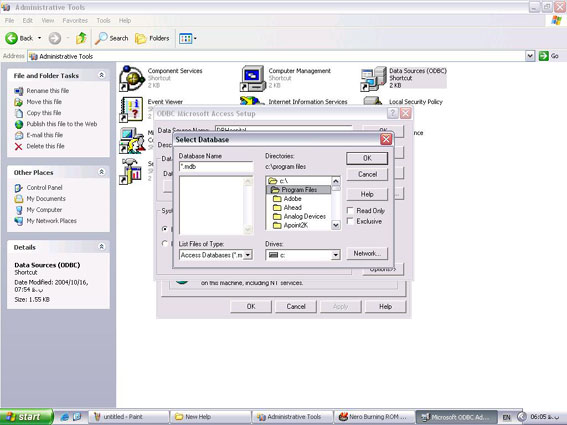 Administrative Tools
File Edit View Favorites Tools Help
Back Search Folders
Address Administrative Tools Go
File and Folder Tasks
Rename this file
Move this file
Copy this file
Publish this file to the Web
E-mail this file
Delete this file
Other Places
Control Panel
My Documents
My Computer
My Network Places
Details
Data Sources (ODBC)
Shortcut
Date Modified: 2004/10/16,
07:54 ق.ظ
Size: 1.55 KB
Component Services
Shortcut
2 KB
Computer Management
Shortcut
2 KB
Data Sources (ODBC)
Shortcut
2 KB
Event Viewer
Internet Information Services
Local Security Policy
ODBC Microsoft Access Setup
Data Source Name:
Select Database
Database Name
*.mdb
Directories:
c:\program files
c:\
Program Files
Adobe
Ahead
Analog Devices
Apoint2K
OK
Cancel
Help
Read Only
Exclusive
List Files of Type:
Access Databases (*.m
Drives:
c:
Network...
Options>>
on this machine, including NT services.
OK Cancel Apply Help
start
untitled - Paint
New Help
Administrative Tools
Nero Burning ROM ...
Microsoft ODBC Ad...
EN
06:05 ق.ظ